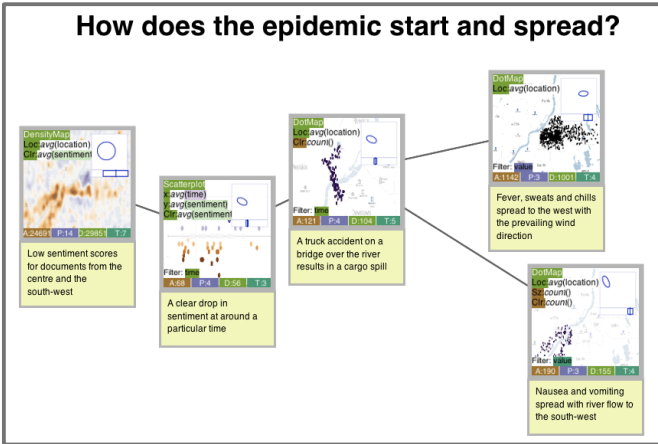 How does the epidemic start and spread?
DensityMap
Loc:avg(location)
Clr:avg(sentiment
A:24691 P:14 D:29851 T:7
Low sentiment scores
for documents from the
centre and the
south-west
Scatterplot
x:avg(time)
y:avg(sentiment)
Clr:avg(sentiment
Filter: time
A:68 P:4 D:56 T:3
A clear drop in
sentiment at around a
particular time
DotMap
Loc:avg(location)
Clr:count()
Filter: time
A:121 P:4 D:104 T:5
A truck accident on a
bridge over the river
results in a cargo spill
DotMap
Loc:avg(location)
Filter: value
A:1142 P:3 D:1001 T:4
Fever, sweats and chills
spread to the west with
the prevailing wind
direction
DotMap
Loc:avg(location)
Sz:count()
Clr:count()
Filter: value
A:190 P:3 D:155 T:4
Nausea and vomiting
spread with river flow to
the south-west